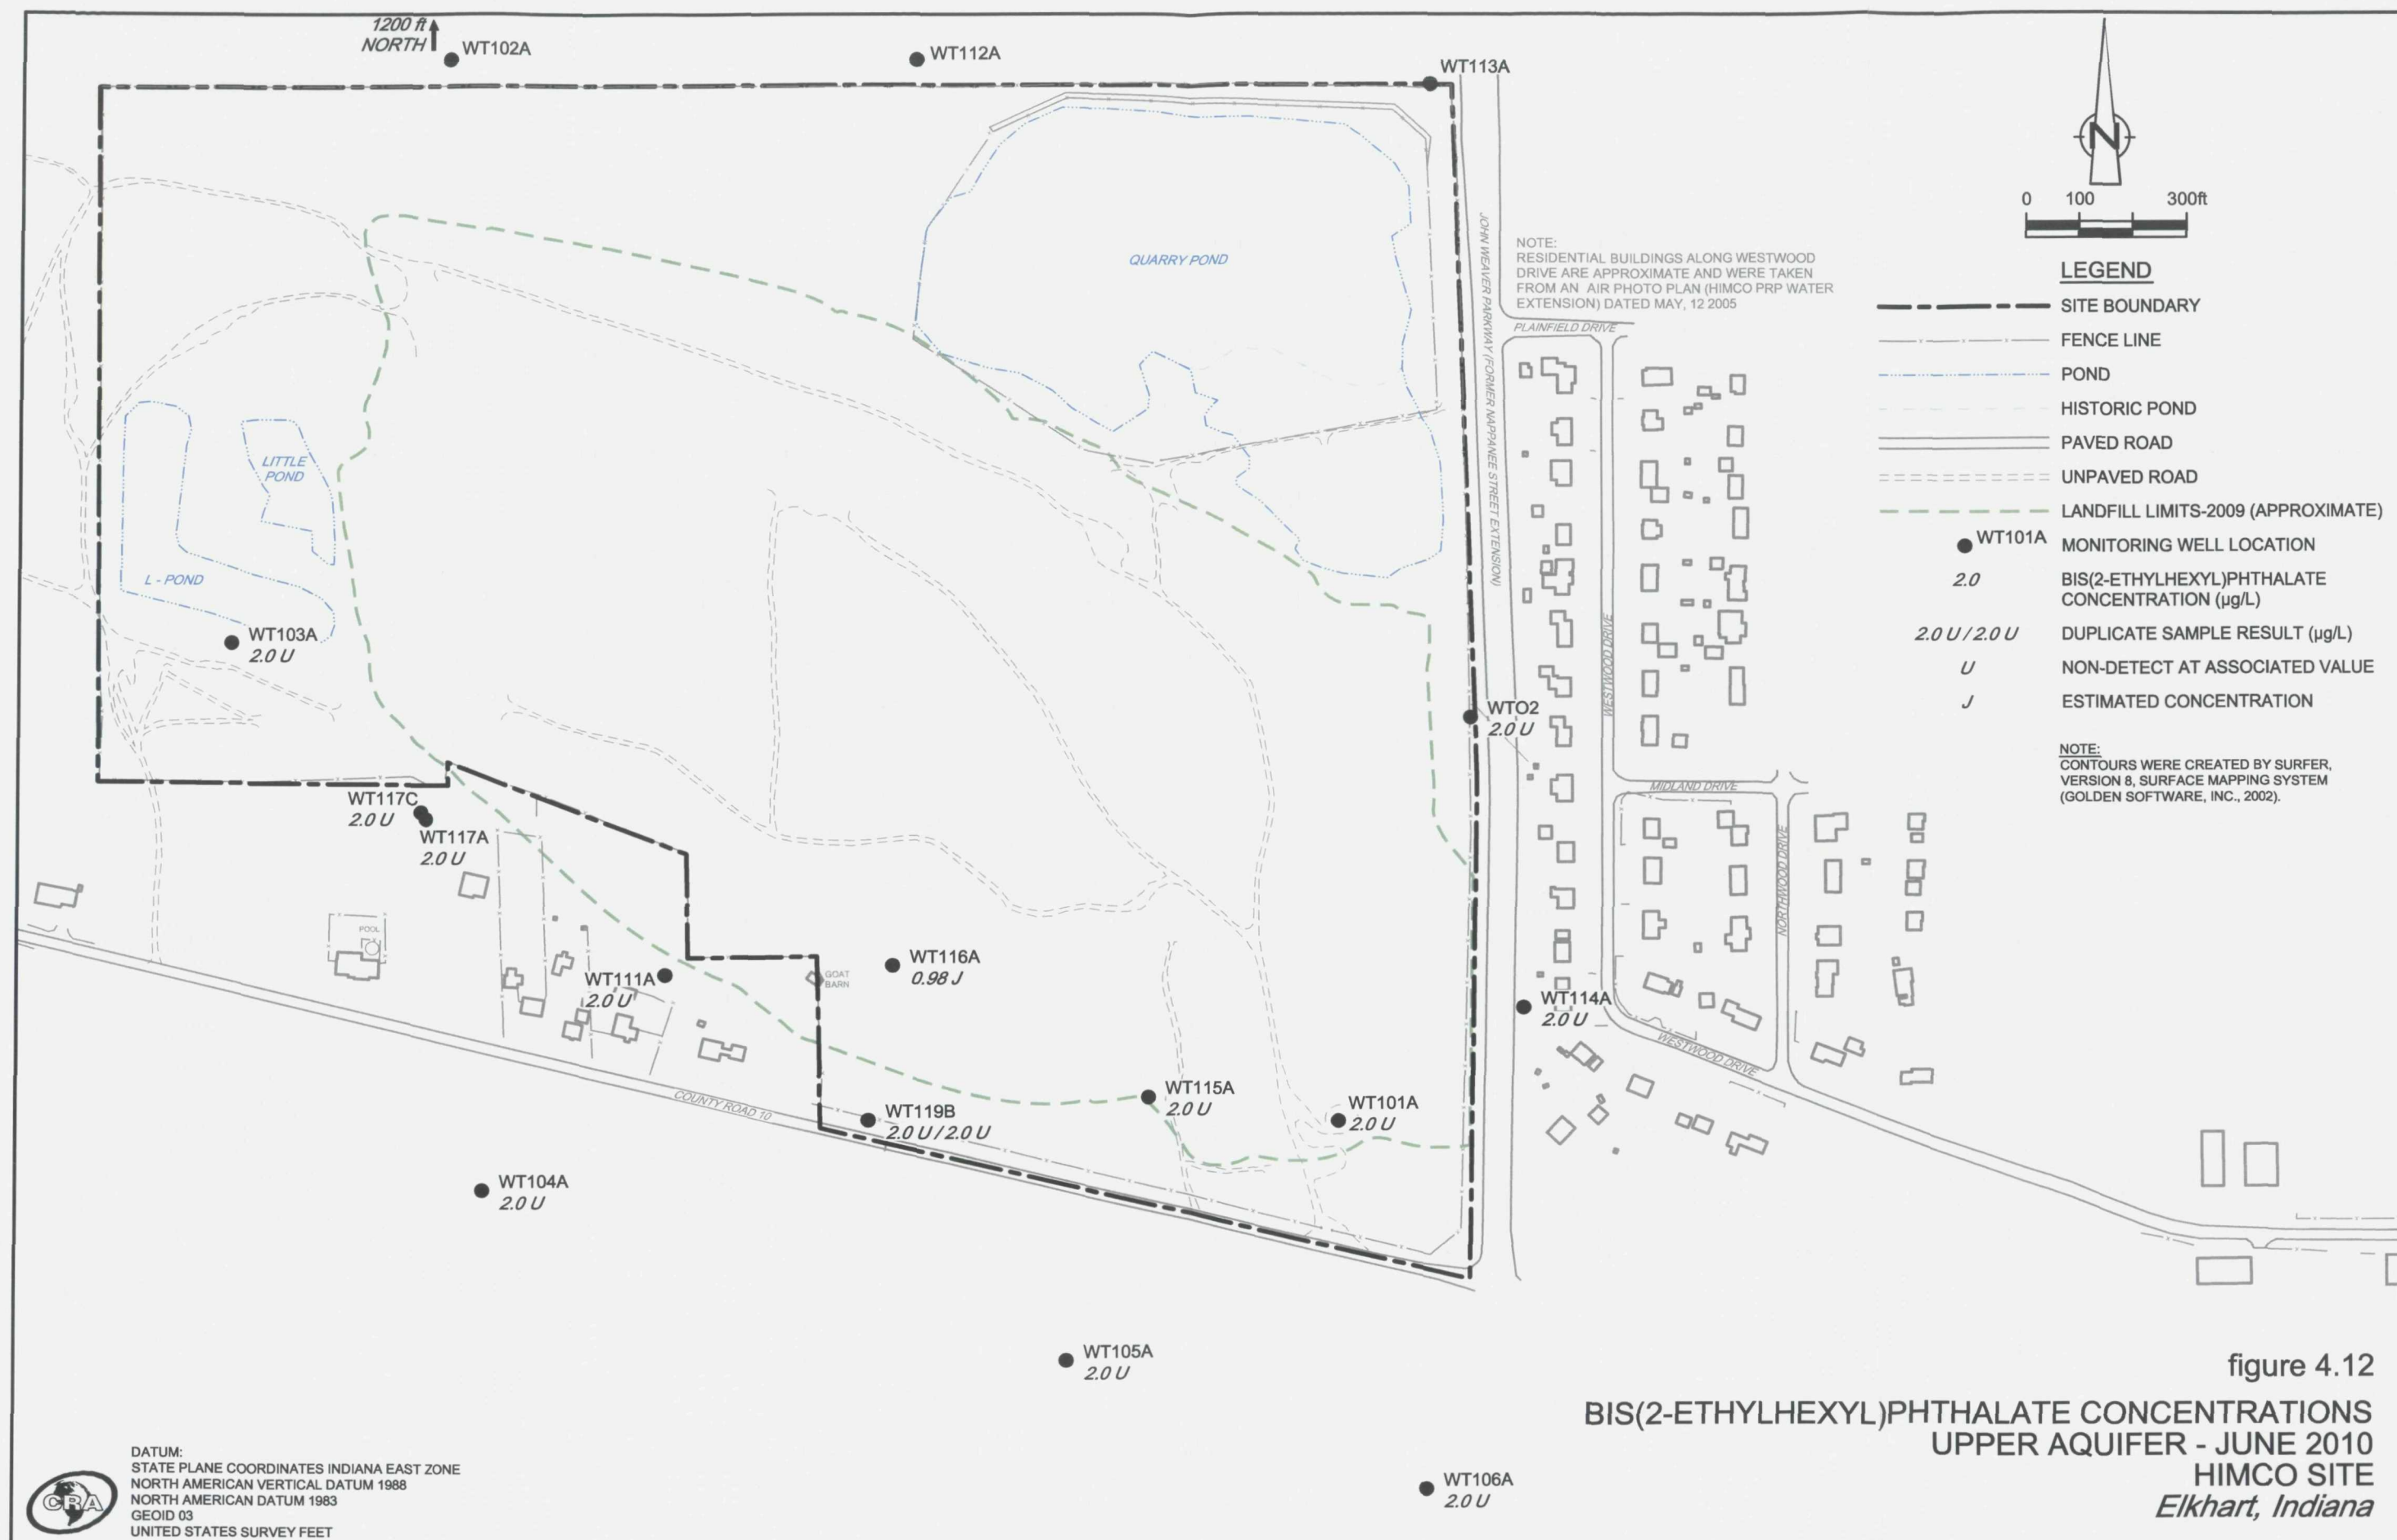 1200 ft
NORTH
WT102A
WT112A
WT113A
N
0 100 300ft
NOTE:
RESIDENTIAL BUILDINGS ALONG WESTWOOD
DRIVE ARE APPROXIMATE AND WERE TAKEN
FROM AN AIR PHOTO PLAN (HIMCO PRP WATER
EXTENSION) DATED MAY, 12 2005
QUARRY POND
JOHN WEAVER PARKWAY (FORMER NAPPANEE STREET EXTENSION)
PLAINFIELD DRIVE
WESTWOOD DRIVE
LEGEND
SITE BOUNDARY
FENCE LINE
POND
HISTORIC POND
PAVED ROAD
UNPAVED ROAD
LANDFILL LIMITS-2009 (APPROXIMATE)
WT101A MONITORING WELL LOCATION
2.0 BIS(2-ETHYLHEXYL)PHTHALATE
CONCENTRATION (µg/L)
2.0 U / 2.0 U DUPLICATE SAMPLE RESULT (µg/L)
U NON-DETECT AT ASSOCIATED VALUE
J ESTIMATED CONCENTRATION
NOTE:
CONTOURS WERE CREATED BY SURFER,
VERSION 8, SURFACE MAPPING SYSTEM
(GOLDEN SOFTWARE, INC., 2002).
LITTLE
POND
L - POND
WT103A
2.0 U
WTO2
2.0 U
MIDLAND DRIVE
NORTHWOOD DRIVE
WT117C
2.0 U
WT117A
2.0 U
POOL
WT111A
2.0 U
GOAT
BARN
WT116A
0.98 J
WT114A
2.0 U
WESTWOOD DRIVE
COUNTY ROAD 10
WT119B
2.0 U / 2.0 U
WT115A
2.0 U
WT101A
2.0 U
WT104A
2.0 U
WT105A
2.0 U
WT106A
2.0 U
figure 4.12
BIS(2-ETHYLHEXYL)PHTHALATE CONCENTRATIONS
UPPER AQUIFER - JUNE 2010
HIMCO SITE
Elkhart, Indiana
CRA
DATUM:
STATE PLANE COORDINATES INDIANA EAST ZONE
NORTH AMERICAN VERTICAL DATUM 1988
NORTH AMERICAN DATUM 1983
GEOID 03
UNITED STATES SURVEY FEET